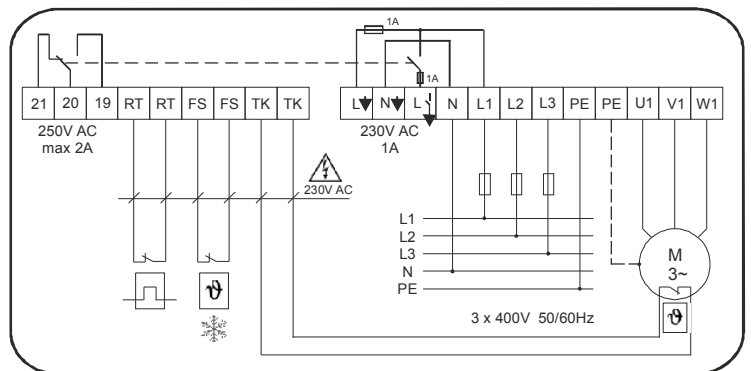 1A
1A
21 20 19 RT RT FS FS TK TK
L N L N L1 L2 L3 PE PE U1 V1 W1
250V AC
max 2A
230V AC
1A
230V AC
L1
L2
L3
N
PE
M
3~
ϑ
ϑ
3 x 400V 50/60Hz